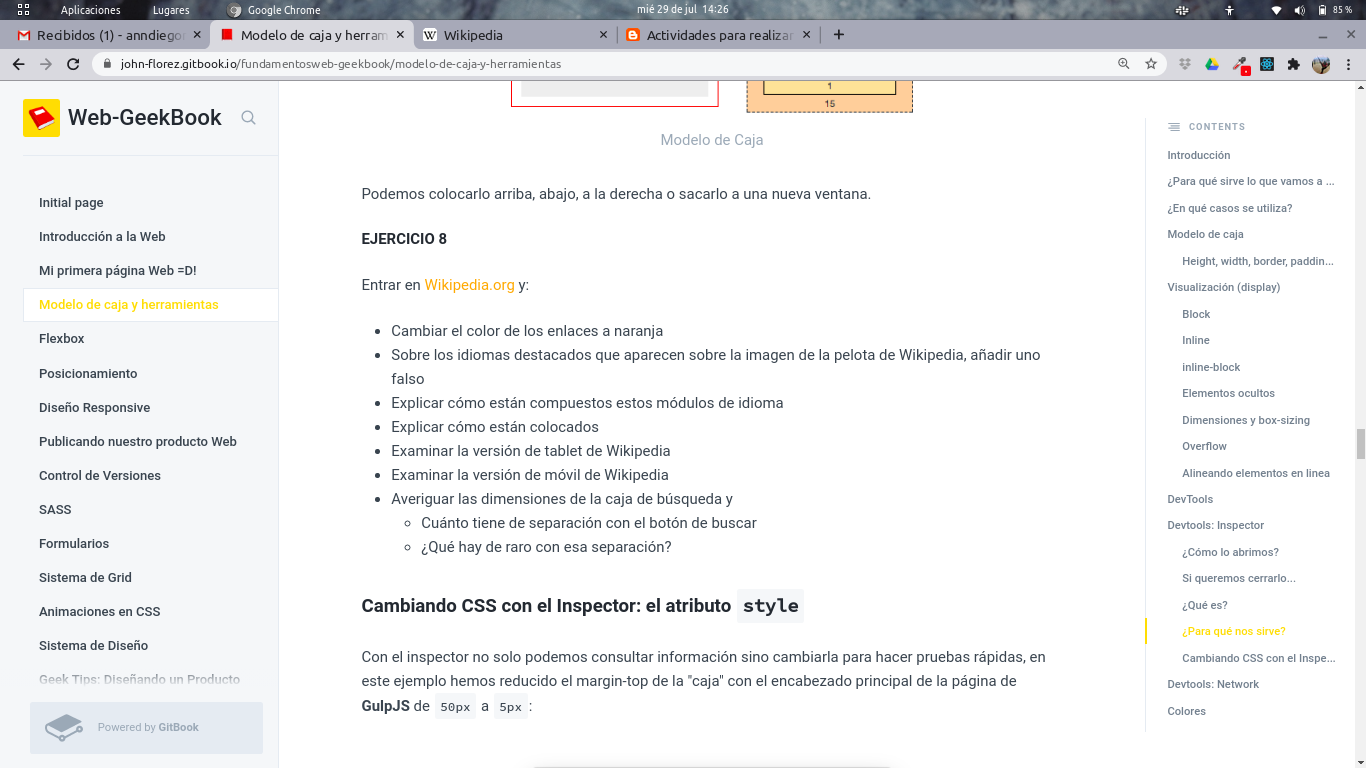 Aplicaciones
Lugares
Google Chrome
mié 29 de jul 14:26
85 %
Recibidos (1) - anndiego
Modelo de caja y herram
Wikipedia
Actividades para realizar
john-florez.gitbook.io/fundamentosweb-geekbook/modelo-de-caja-y-herramientas
Web-GeekBook
Initial page
Introducción a la Web
Mi primera página Web =D!
Modelo de caja y herramientas
Flexbox
Posicionamiento
Diseño Responsive
Publicando nuestro producto Web
Control de Versiones
SASS
Formularios
Sistema de Grid
Animaciones en CSS
Sistema de Diseño
Geek Tips: Diseñando un Producto
Powered by GitBook
1
15
Modelo de Caja
Podemos colocarlo arriba, abajo, a la derecha o sacarlo a una nueva ventana.
EJERCICIO 8
Entrar en Wikipedia.org y:
Cambiar el color de los enlaces a naranja
Sobre los idiomas destacados que aparecen sobre la imagen de la pelota de Wikipedia, añadir uno
falso
Explicar cómo están compuestos estos módulos de idioma
Explicar cómo están colocados
Examinar la versión de tablet de Wikipedia
Examinar la versión de móvil de Wikipedia
Averiguar las dimensiones de la caja de búsqueda y
Cuánto tiene de separación con el botón de buscar
¿Qué hay de raro con esa separación?
Cambiando CSS con el Inspector: el atributo style
Con el inspector no solo podemos consultar información sino cambiarla para hacer pruebas rápidas, en
este ejemplo hemos reducido el margin-top de la "caja" con el encabezado principal de la página de
GulpJS de 50px a 5px :
CONTENTS
Introducción
¿Para qué sirve lo que vamos a ...
¿En qué casos se utiliza?
Modelo de caja
Height, width, border, paddin...
Visualización (display)
Block
Inline
inline-block
Elementos ocultos
Dimensiones y box-sizing
Overflow
Alineando elementos en linea
DevTools
Devtools: Inspector
¿Cómo lo abrimos?
Si queremos cerrarlo...
¿Qué es?
¿Para qué nos sirve?
Cambiando CSS con el Inspe...
Devtools: Network
Colores